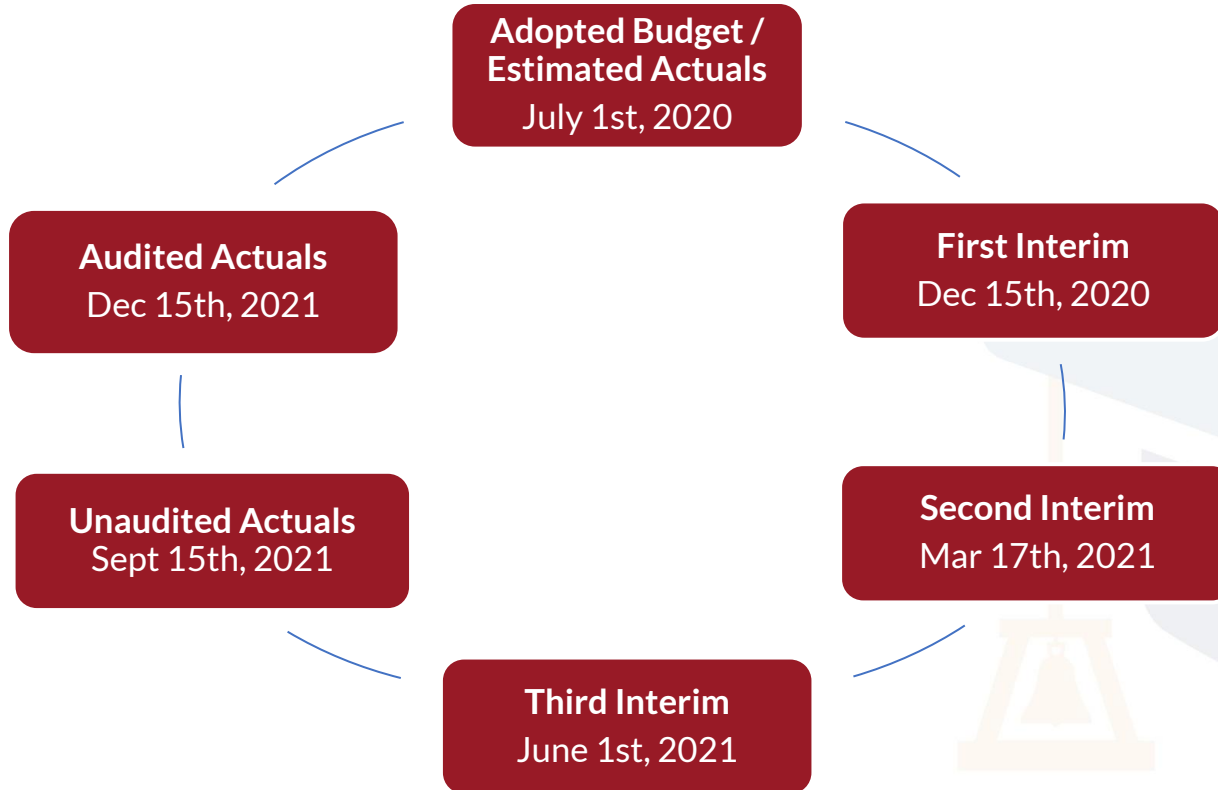 Adopted Budget /
Estimated Actuals
July 1st, 2020
First Interim
Dec 15th, 2020
Second Interim
Mar 17th, 2021
Third Interim
June 1st, 2021
Unaudited Actuals
Sept 15th, 2021
Audited Actuals
Dec 15th, 2021